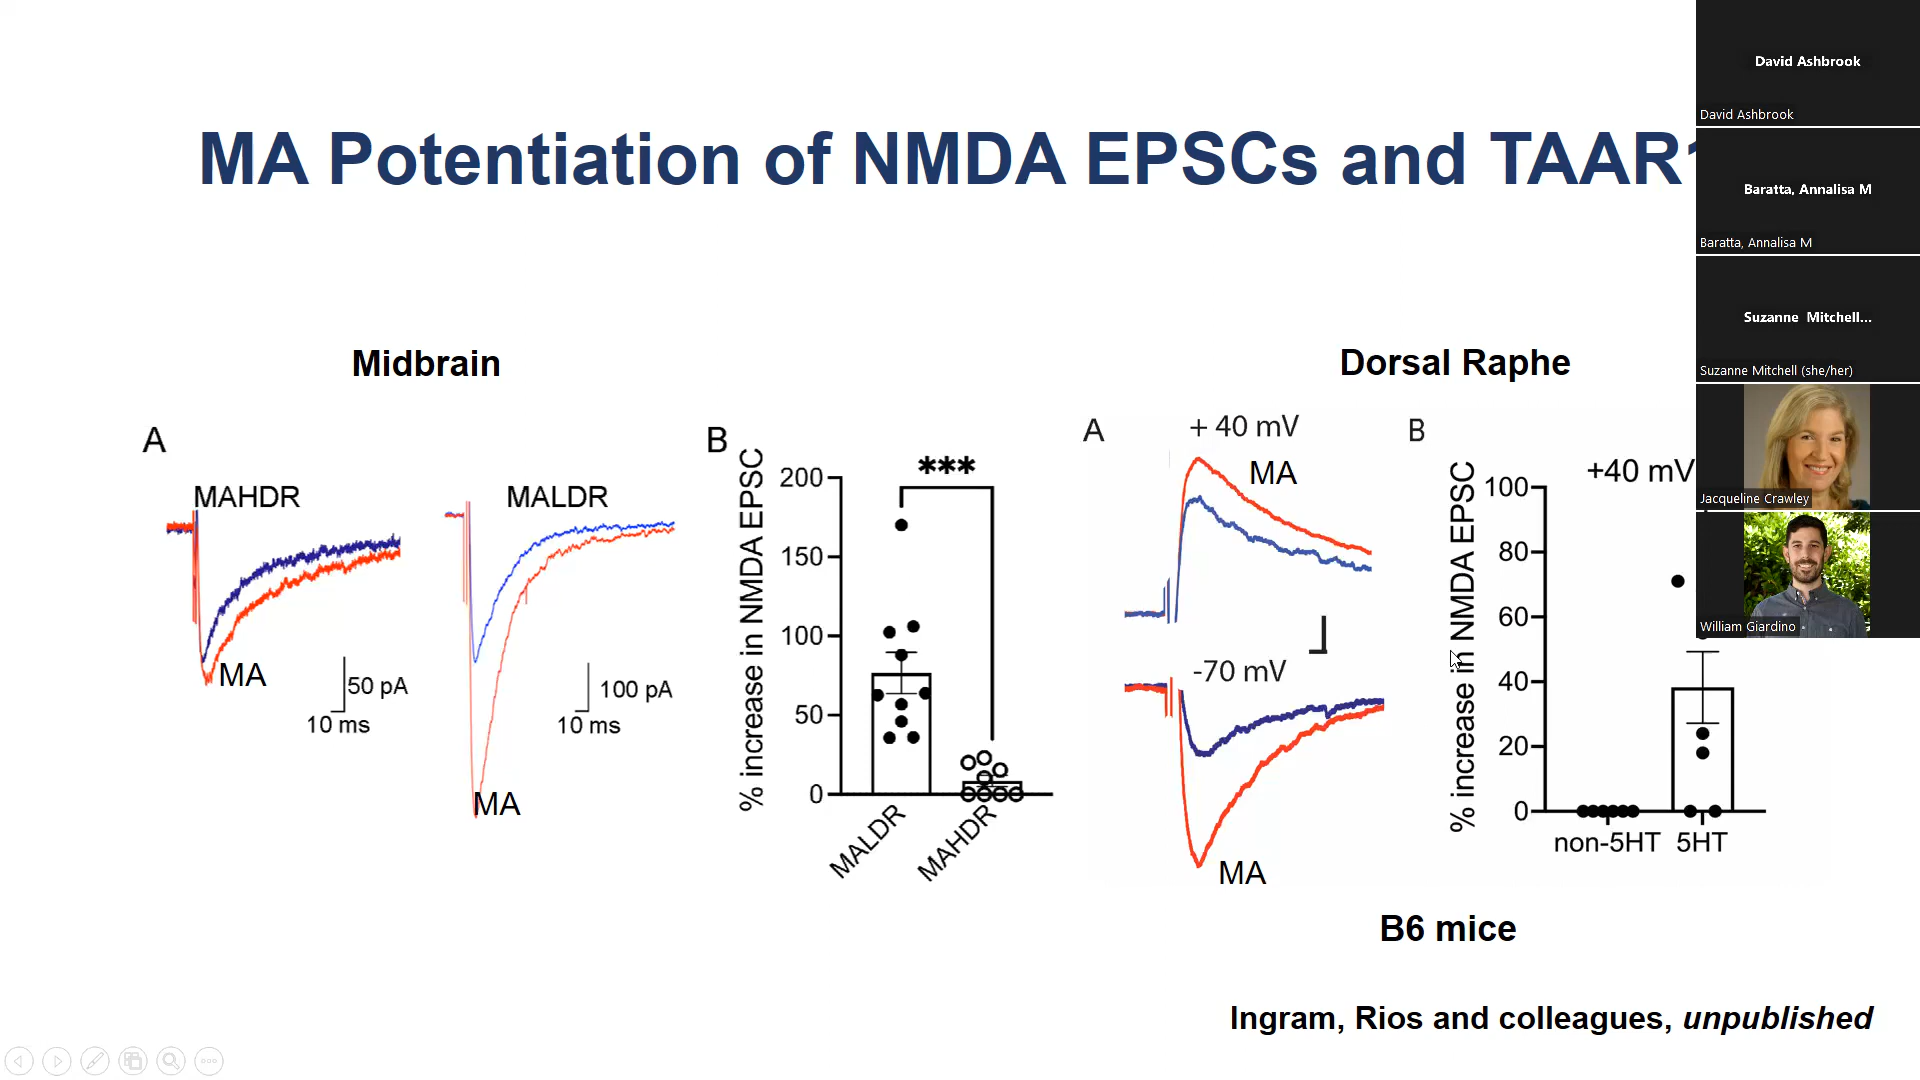 MA Potentiation of NMDA EPSCs and TAAR1
Midbrain
A
MAHDR
MA
50 pA
10 ms
MALDR
MA
100 pA
10 ms
B
% increase in NMDA EPSC
200
150
100
50
0
***
MALDR
MAHDR
Dorsal Raphe
A
+ 40 mV
MA
-70 mV
MA
B
+40 mV
% increase in NMDA EPSC
100
80
60
40
20
0
non-5HT
5HT
B6 mice
Ingram, Rios and colleagues, unpublished
David Ashbrook
David Ashbrook
Baratta, Annalisa M
Baratta, Annalisa M
Suzanne Mitchell...
Suzanne Mitchell (she/her)
Jacqueline Crawley
William Giardino